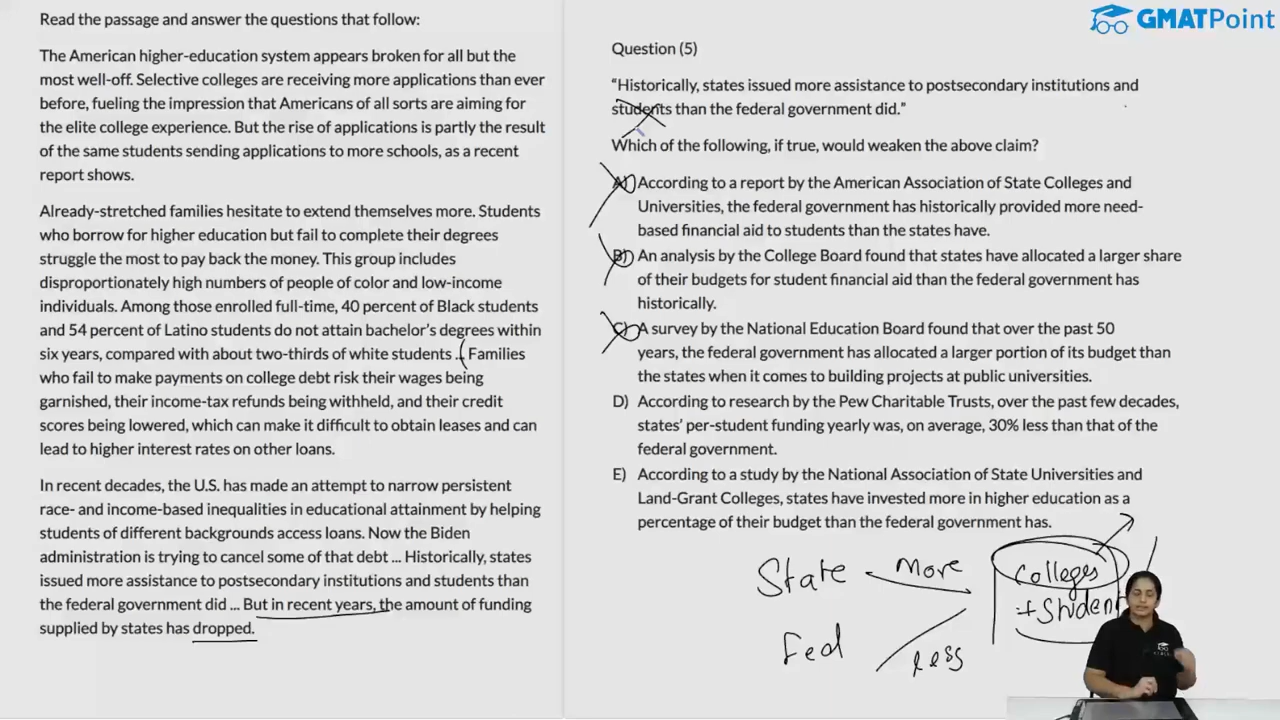 Read the passage and answer the questions that follow:
The American higher-education system appears broken for all but the
most well-off. Selective colleges are receiving more applications than ever
before, fueling the impression that Americans of all sorts are aiming for
the elite college experience. But the rise of applications is partly the result
of the same students sending applications to more schools, as a recent
report shows.
Already-stretched families hesitate to extend themselves more. Students
who borrow for higher education but fail to complete their degrees
struggle the most to pay back the money. This group includes
disproportionately high numbers of people of color and low-income
individuals. Among those enrolled full-time, 40 percent of Black students
and 54 percent of Latino students do not attain bachelor's degrees within
six years, compared with about two-thirds of white students .. Families
who fail to make payments on college debt risk their wages being
garnished, their income-tax refunds being withheld, and their credit
scores being lowered, which can make it difficult to obtain leases and can
lead to higher interest rates on other loans.
In recent decades, the U.S. has made an attempt to narrow persistent
race- and income-based inequalities in educational attainment by helping
students of different backgrounds access loans. Now the Biden
administration is trying to cancel some of that debt ... Historically, states
issued more assistance to postsecondary institutions and students than
the federal government did ... But in recent years, the amount of funding
supplied by states has dropped.
GMATPoint
Question (5)
“Historically, states issued more assistance to postsecondary institutions and
students than the federal government did.”
Which of the following, if true, would weaken the above claim?
A) According to a report by the American Association of State Colleges and
Universities, the federal government has historically provided more need-
based financial aid to students than the states have.
B) An analysis by the College Board found that states have allocated a larger share
of their budgets for student financial aid than the federal government has
historically.
C) A survey by the National Education Board found that over the past 50
years, the federal government has allocated a larger portion of its budget than
the states when it comes to building projects at public universities.
D) According to research by the Pew Charitable Trusts, over the past few decades,
states' per-student funding yearly was, on average, 30% less than that of the
federal government.
E) According to a study by the National Association of State Universities and
Land-Grant Colleges, states have invested more in higher education as a
percentage of their budget than the federal government has.
State more colleges
+ Student
Fed less